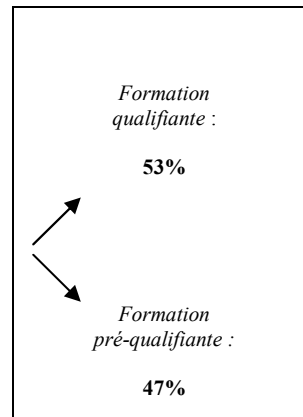 Formation
qualifiante :
53%
Formation
pré-qualifiante :
47%